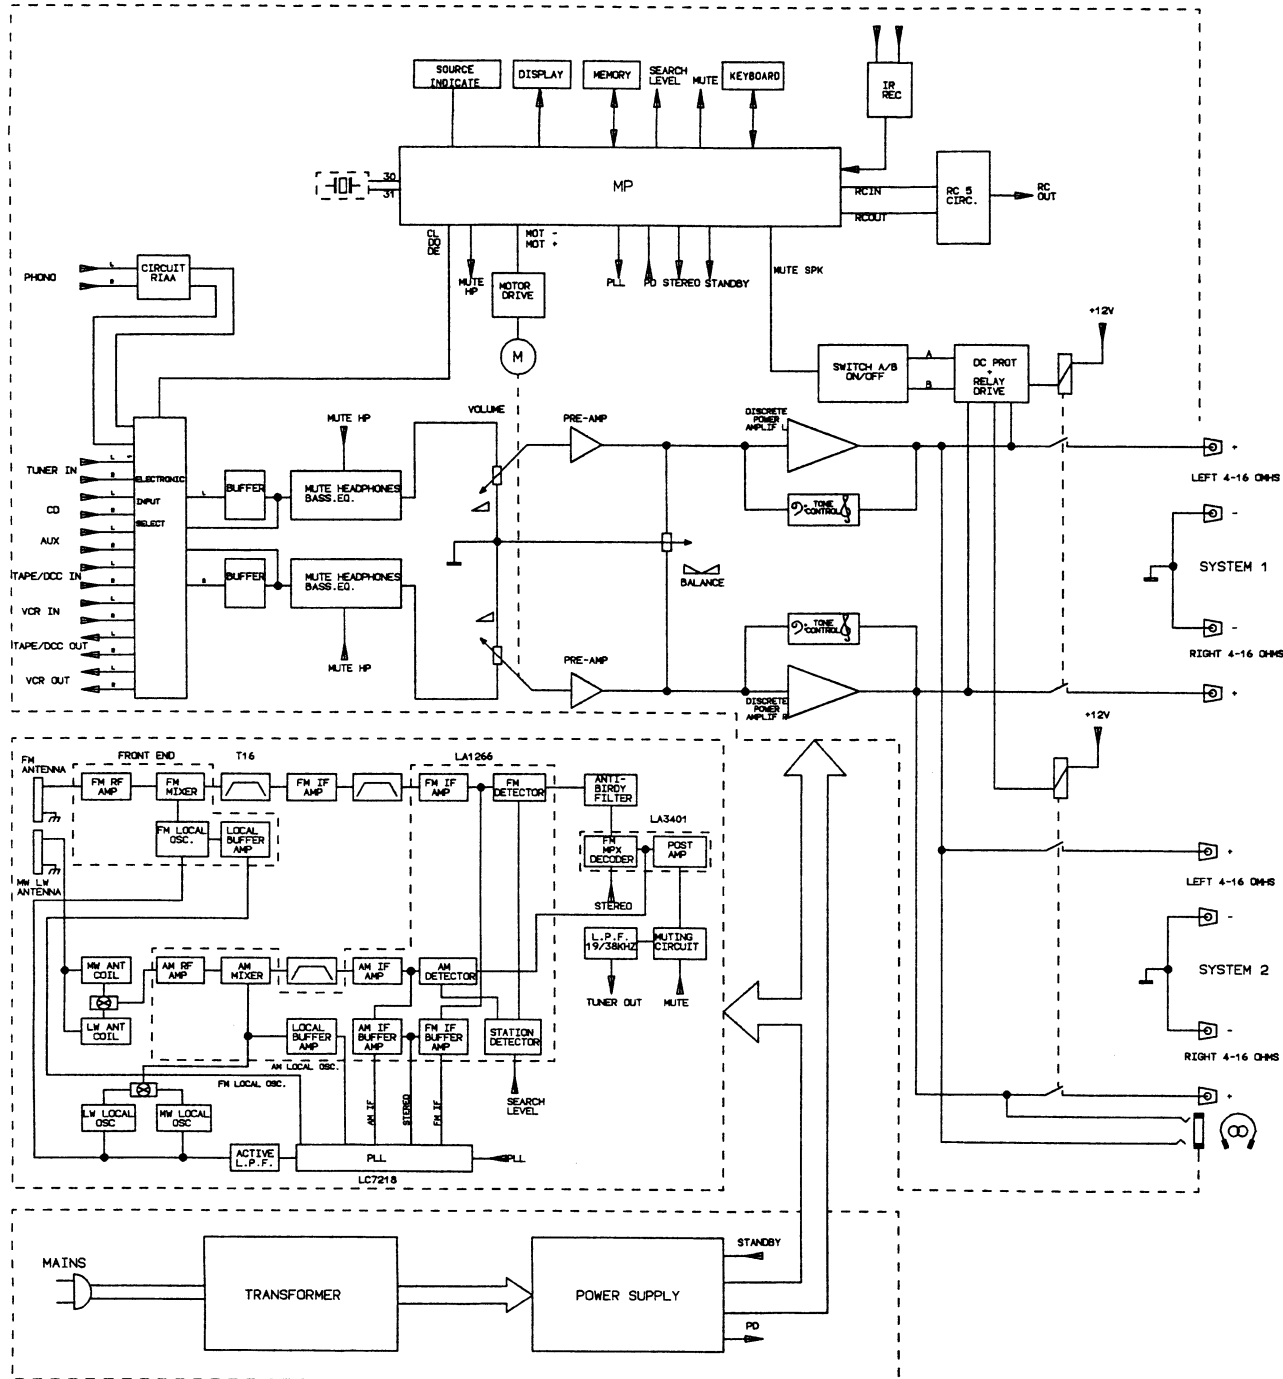 SOURCE
INDICATE
DISPLAY
MEMORY
SEARCH
LEVEL
MUTE
KEYBOARD
IR
REC
30
31
MP
RCIN
RCOUT
RC 5
CIRC.
RC
OUT
MOT -
MOT +
MUTE
HP
MOTOR
DRIVE
M
PLL
PD
STEREO
STANDBY
MUTE SPK
PHONO
L
R
CIRCUIT
RIAA
+12V
SWITCH A/B
ON/OFF
A
B
DC PROT
+
RELAY
DRIVE
MUTE HP
VOLUME
PRE-AMP
DISCRETE
POWER
AMPLIF L
TUNER IN
CD
AUX
TAPE/DCC IN
VCR IN
TAPE/DCC OUT
VCR OUT
L
R
L
R
L
R
L
R
L
R
L
R
ELECTRONIC
INPUT
SELECT
L
BUFFER
MUTE HEADPHONES
BASS.EQ.
R
BUFFER
MUTE HEADPHONES
BASS.EQ.
MUTE HP
TONE
CONTROL
BALANCE
TONE
CONTROL
PRE-AMP
DISCRETE
POWER
AMPLIF R
+
LEFT 4-16 OMHS
-
SYSTEM 1
-
RIGHT 4-16 OHMS
+
+12V
FM
ANTENNA
FRONT END
T16
LA1266
FM RF
AMP
FM
MIXER
FM IF
AMP
FM IF
AMP
FM
DETECTOR
ANTI-
BIRDY
FILTER
FM LOCAL
OSC.
LOCAL
BUFFER
AMP
LA3401
FM
MPX
DECODER
POST
AMP
MW LW
ANTENNA
STEREO
L.P.F.
19/38KHZ
MUTING
CIRCUIT
TUNER OUT
MUTE
MW ANT
COIL
LW ANT
COIL
AM RF
AMP
AM
MIXER
AM IF
AMP
AM
DETECTOR
LOCAL
BUFFER
AMP
AM IF
BUFFER
AMP
FM IF
BUFFER
AMP
STATION
DETECTOR
AM LOCAL OSC.
FM LOCAL OSC.
SEARCH
LEVEL
LW LOCAL
OSC
MW LOCAL
OSC
AM IF
STEREO
FM IF
ACTIVE
L.P.F.
PLL
PLL
LC7218
+
LEFT 4-16 OMHS
-
SYSTEM 2
-
RIGHT 4-16 OHMS
+
MAINS
TRANSFORMER
POWER SUPPLY
STANDBY
PD